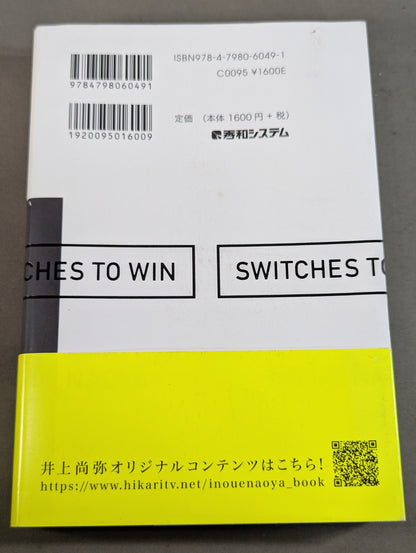 ISBN978-4-7980-6049-1
C0095 ¥1600E
9784798060491
1920095016009
定価 (本体 1600円+税)
秀和システム
CHES TO WIN
SWITCHES TO
井上尚弥オリジナルコンテンツはこちら!
https://www.hikaritv.net/inouenaoya_book